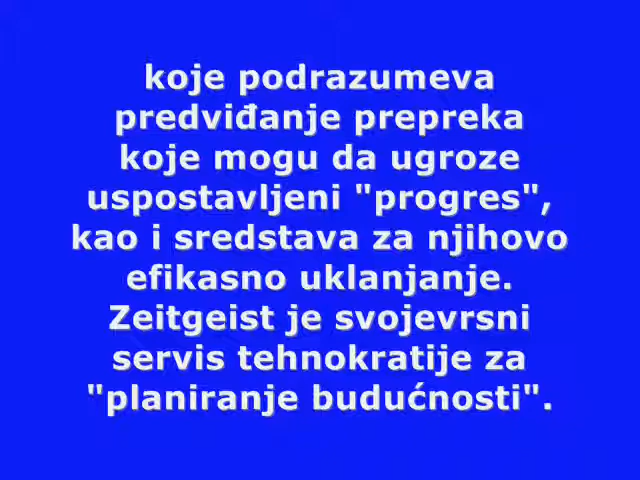 koje podrazumeva
predviđanje prepreka
koje mogu da ugroze
uspostavljeni "progres",
kao i sredstava za njihovo
efikasno uklanjanje.
Zeitgeist je svojevrsni
servis tehnokratije za
"planiranje budućnosti".